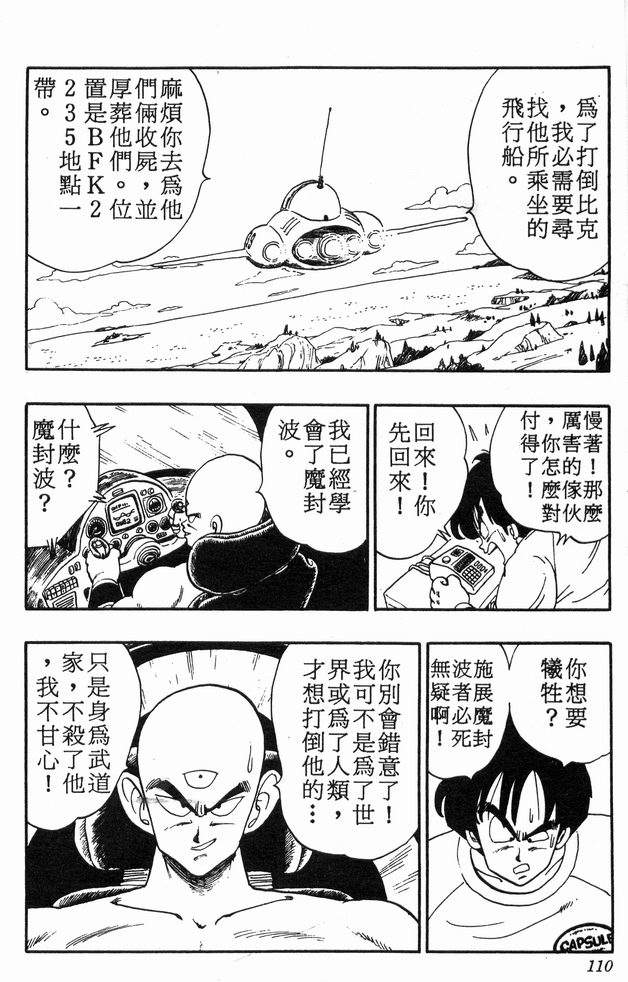 爲了打倒比克
，我必需要尋
找他所乘坐的
飛行船。
麻煩你去爲他
們倆收屍，並
厚葬他們。位
置是BFK2
235地點一
帶。
慢著！那麼
厲害的傢伙
，你怎麼對
付得了！
回來！你
先回來！
我已經學
會了魔封
波。
什麼？
魔封波？
你想要
犧牲？
施展魔封
波者必死
無疑啊！
你別會錯意了！
我可不是爲了世
界或爲了人類，
才想打倒他的…
只是身爲武道
家，不殺了他
，我不甘心！
CAPSULE
110